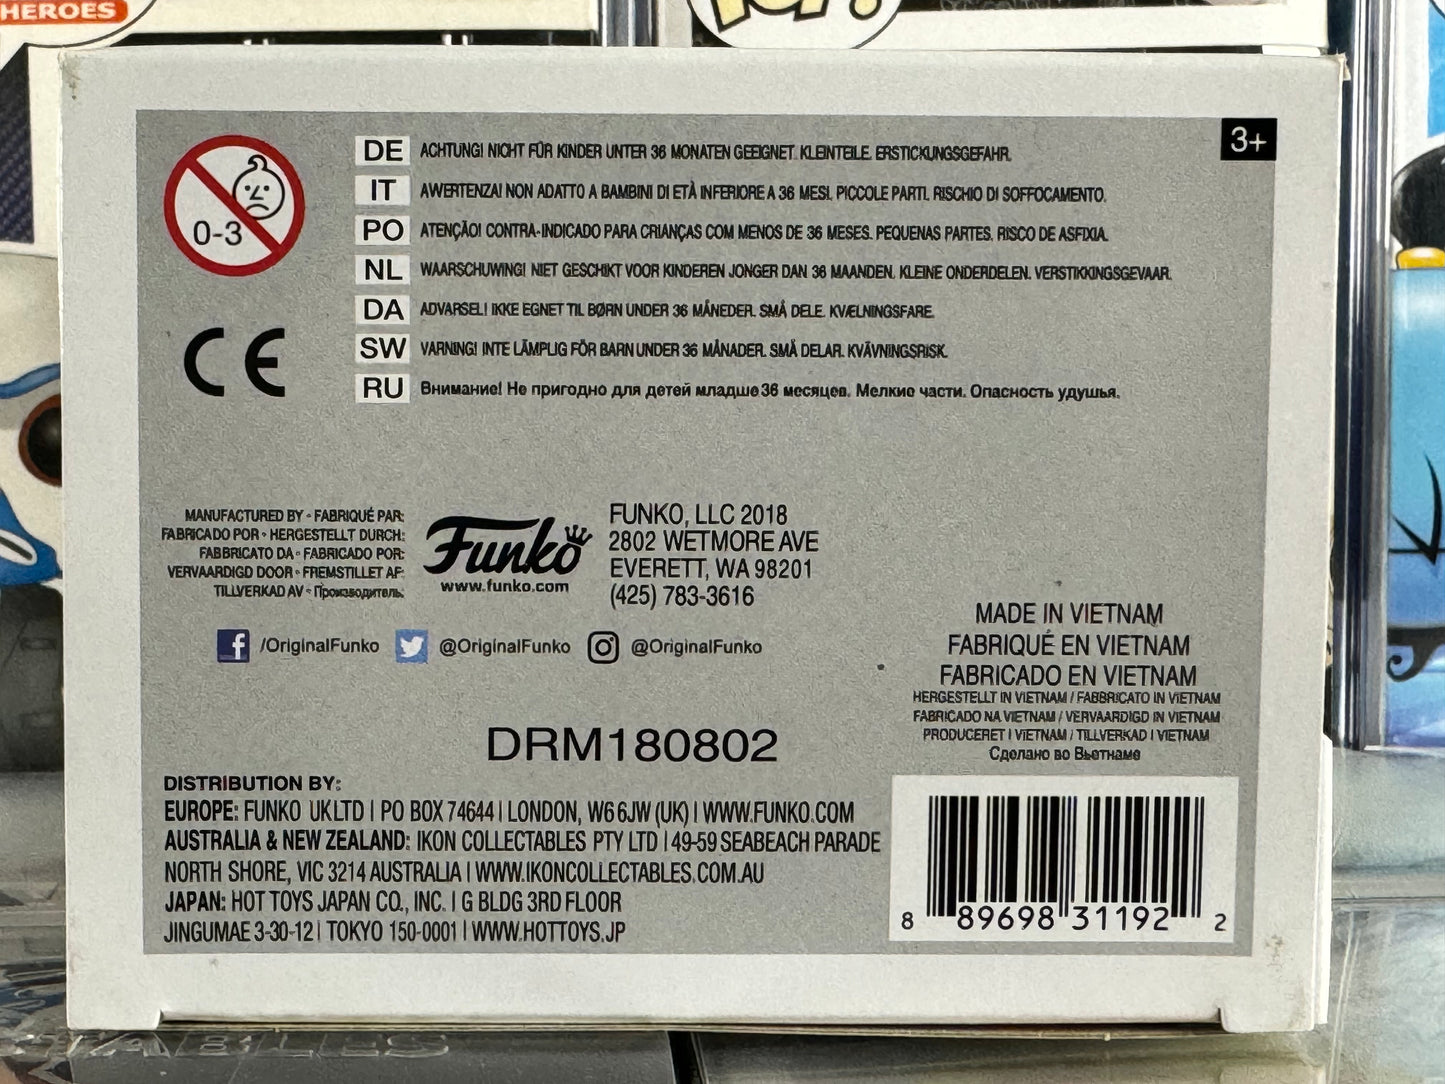 HEROES
POP!
3+
0-3
DE ACHTUNG! NICHT FÜR KINDER UNTER 36 MONATEN GEEIGNET. KLEINTEILE. ERSTICKUNGSGEFAHR.
IT AWERTENZA! NON ADATTO A BAMBINI DI ETÀ INFERIORE A 36 MESI. PICCOLE PARTI. RISCHIO DI SOFFOCAMENTO.
PO ATENÇÃO! CONTRA-INDICADO PARA CRIANÇAS COM MENOS DE 36 MESES. PEQUENAS PARTES. RISCO DE ASFIXIA.
NL WAARSCHUWING! NIET GESCHIKT VOOR KINDEREN JONGER DAN 36 MAANDEN. KLEINE ONDERDELEN. VERSTIKKINGSGEVAAR.
DA ADVARSEL! IKKE EGNET TIL BØRN UNDER 36 MÅNEDER. SMÅ DELE. KVÆLNINGSFARE.
SW VARNING! INTE LÄMPLIG FÖR BARN UNDER 36 MÅNADER. SMÅ DELAR. KVÄVNINGSRISK.
RU Внимание! Не пригодно для детей младше 36 месяцев. Мелкие части. Опасность удушья.
CE
MANUFACTURED BY • FABRIQUÉ PAR:
FABRICADO POR • HERGESTELLT DURCH:
FABBRICATO DA • FABRICADO POR:
VERVAARDIGD DOOR • FREMSTILLET AF:
TILLVERKAD AV • Производитель:
Funko
www.funko.com
FUNKO, LLC 2018
2802 WETMORE AVE
EVERETT, WA 98201
(425) 783-3616
/OriginalFunko @OriginalFunko @OriginalFunko
MADE IN VIETNAM
FABRIQUÉ EN VIETNAM
FABRICADO EN VIETNAM
HERGESTELLT IN VIETNAM / FABBRICATO IN VIETNAM
FABRICADO NA VIETNAM / VERVAARDIGD IN VIETNAM
PRODUCERET I VIETNAM / TILLVERKAD I VIETNAM
Сделано во Вьетнаме
DRM180802
DISTRIBUTION BY:
EUROPE: FUNKO UK LTD | PO BOX 74644 | LONDON, W6 6JW (UK) | WWW.FUNKO.COM
AUSTRALIA & NEW ZEALAND: IKON COLLECTABLES PTY LTD | 49-59 SEABEACH PARADE
NORTH SHORE, VIC 3214 AUSTRALIA | WWW.IKONCOLLECTABLES.COM.AU
JAPAN: HOT TOYS JAPAN CO., INC. | G BLDG 3RD FLOOR
JINGUMAE 3-30-12 | TOKYO 150-0001 | WWW.HOTTOYS.JP
8 89698 31192 2